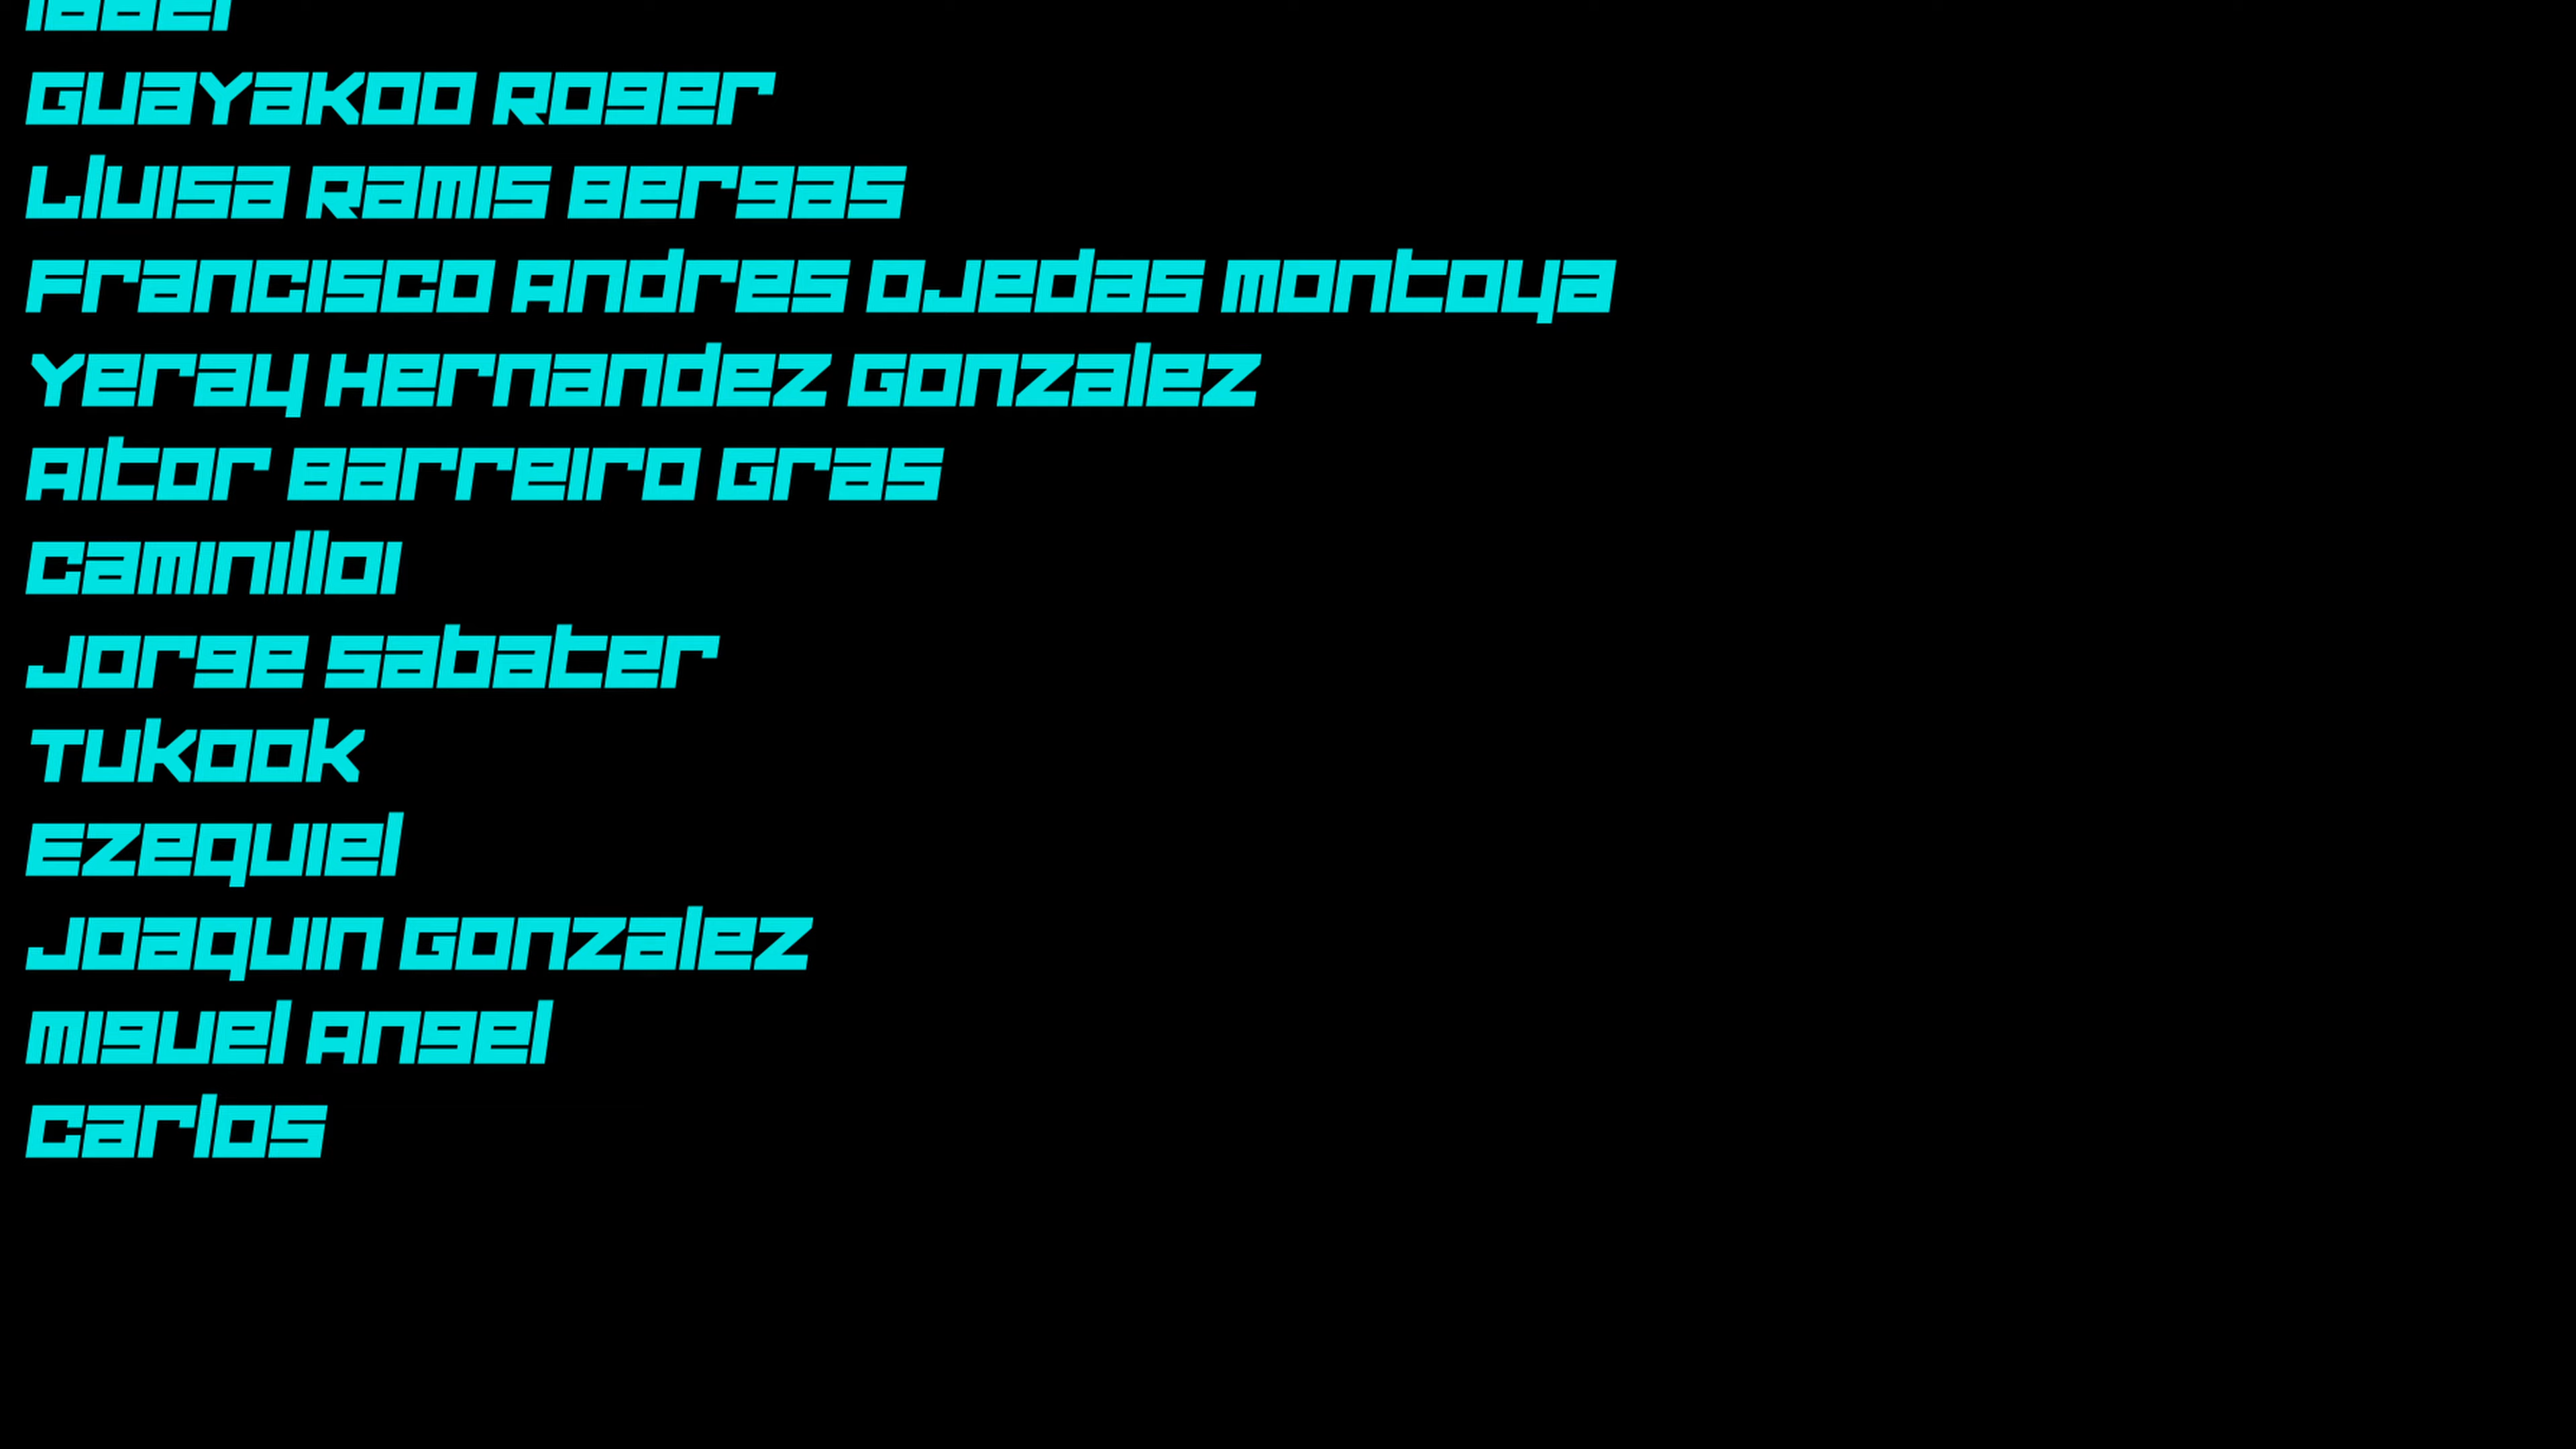 Guayakoo Roger
Lluisa Ramis Bergas
Francisco Andres Ojedas Montoya
Yeray Hernandez Gonzalez
Aitor Barreiro Gras
Caminilloi
Jorge Sabater
Tukook
Ezequiel
Joaquin Gonzalez
Miguel Angel
Carlos